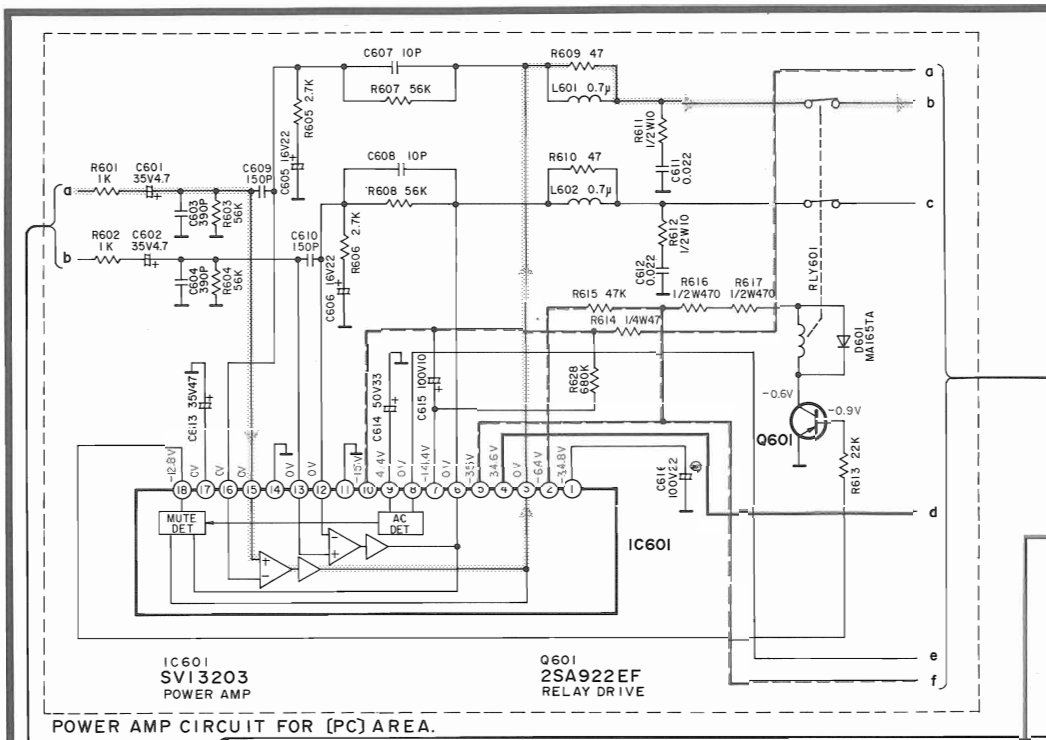 C607 10P
R609 47
R607 56K
L601 0.7μ
R605 2.7K
C605 16V22
R611 1/2W10
C611 0.022
a
b
C608 10P
R608 56K
R610 47
L602 0.7μ
c
R601 1K
C601 35V4.7
C609 150P
a
C603 390P
R603 56K
R602 1K
C602 35V4.7
C610 150P
b
C604 390P
R604 56K
R606 2.7K
C606 16V22
R612 1/2W10
C612 0.022
RLY601
R615 47K
R616 1/2W470
R617 1/2W470
R614 1/4W47
D601 MA165TA
R628 680K
C613 35V47
C614 50V33
C615 100V10
-0.6V
-0.9V
Q601
R613 22K
-12.8V
0V
0V
0V
0V
0V
-15V
4.4V
0V
-14.4V
0V
-35V
34.6V
0V
-6.4V
-34.8V
100V2.2
18 17 16 15 14 13 12 11 10 9 8 7 6 5 4 3 2 1
d
MUTE DET
AC DET
IC601
+
-
-
+
e
f
IC601
SVI3203
POWER AMP
Q601
2SA922EF
RELAY DRIVE
POWER AMP CIRCUIT FOR [PC] AREA.